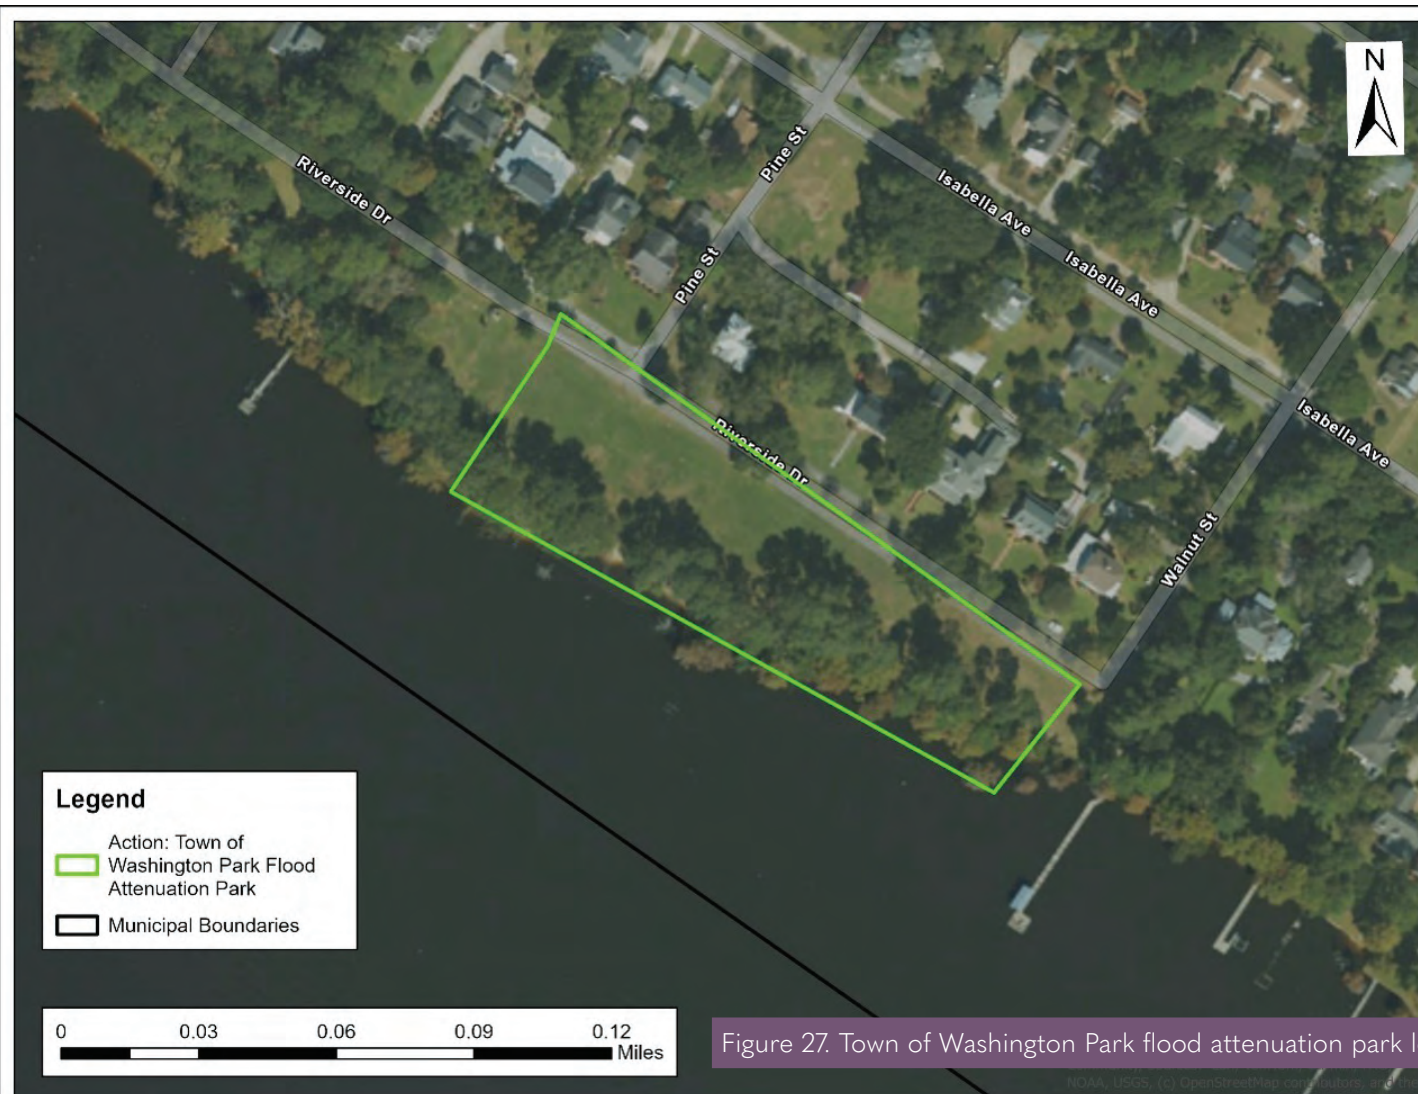 N
Riverside Dr
Pine St
Isabella Ave
Pine St
Isabella Ave
Isabella Ave
Riverside Dr
Walnut St
Legend
Action: Town of
Washington Park Flood
Attenuation Park
Municipal Boundaries
0 0.03 0.06 0.09 0.12
Miles
Figure 27. Town of Washington Park flood attenuation park
NOAA, USGS, (c) OpenStreetMap contributors, and the